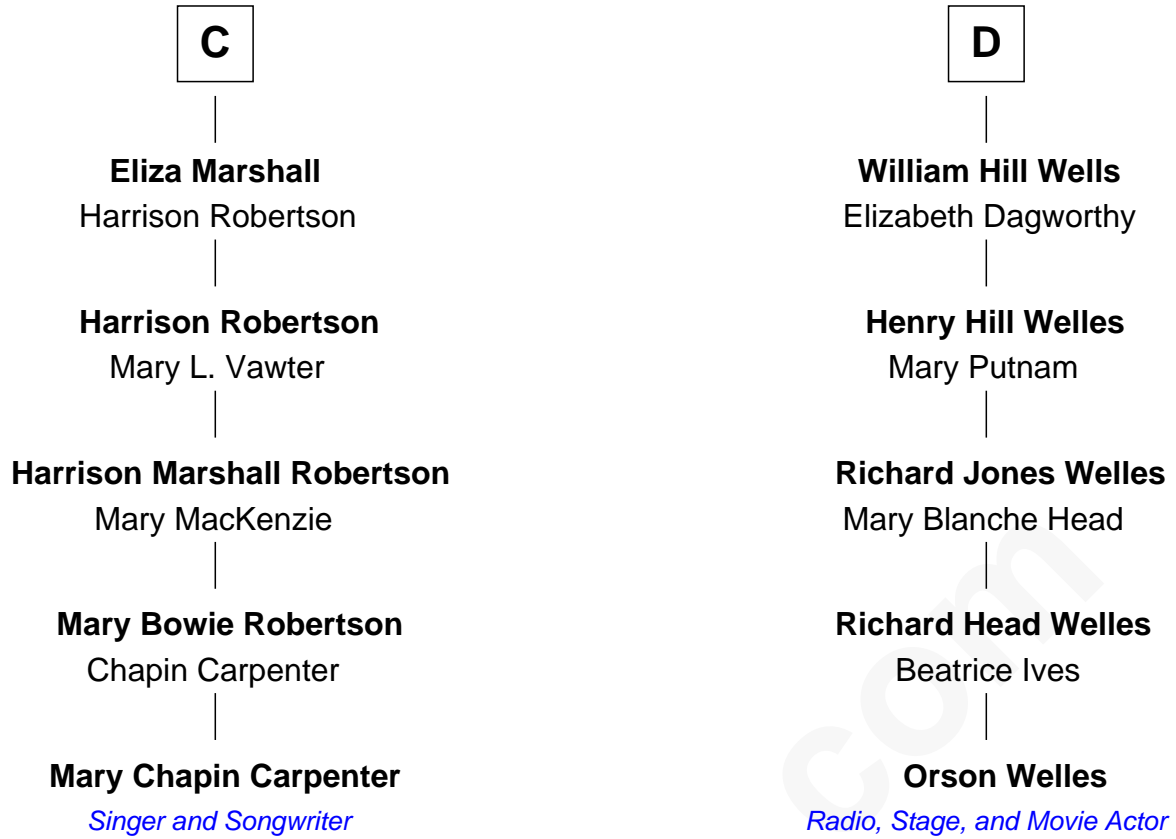 C
Eliza Marshall
Harrison Robertson
Harrison Robertson
Mary L. Vawter
Harrison Marshall Robertson
Mary MacKenzie
Mary Bowie Robertson
Chapin Carpenter
Mary Chapin Carpenter
Singer and Songwriter
D
William Hill Wells
Elizabeth Dagworthy
Henry Hill Welles
Mary Putnam
Richard Jones Welles
Mary Blanche Head
Richard Head Welles
Beatrice Ives
Orson Welles
Radio, Stage, and Movie Actor
com